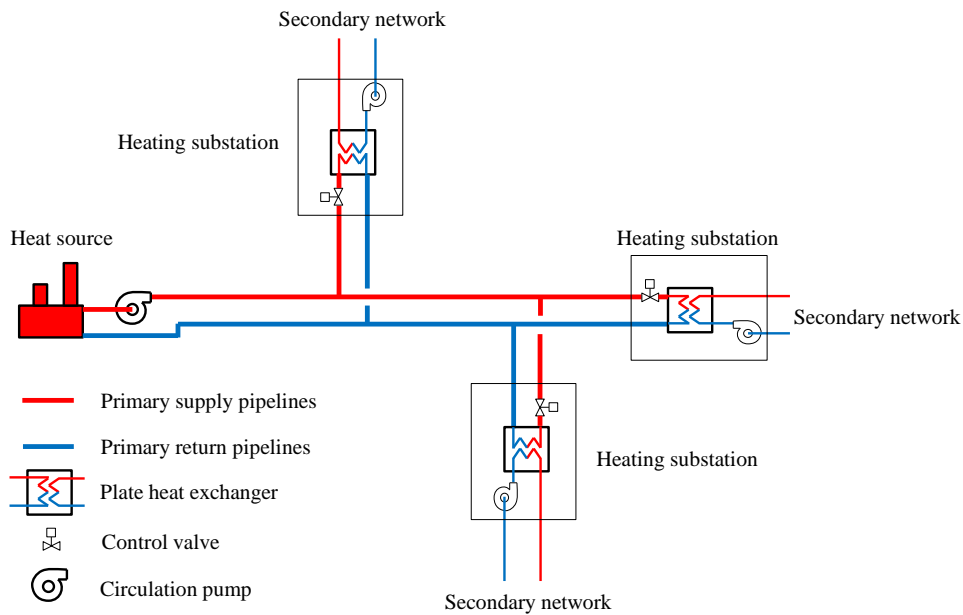 Secondary network
Heating substation
Heat source
Heating substation
Secondary network
Primary supply pipelines
Primary return pipelines
Heating substation
Plate heat exchanger
Control valve
Circulation pump
Secondary network